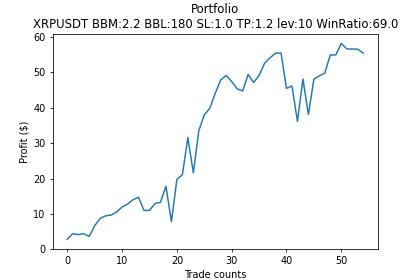 Portfolio
XRPUSDT BBM:2.2 BBL:180 SL:1.0 TP:1.2 lev:10 WinRatio:69.0
60
50
40
30
20
10
0
Profit ($)
0 10 20 30 40 50
Trade counts